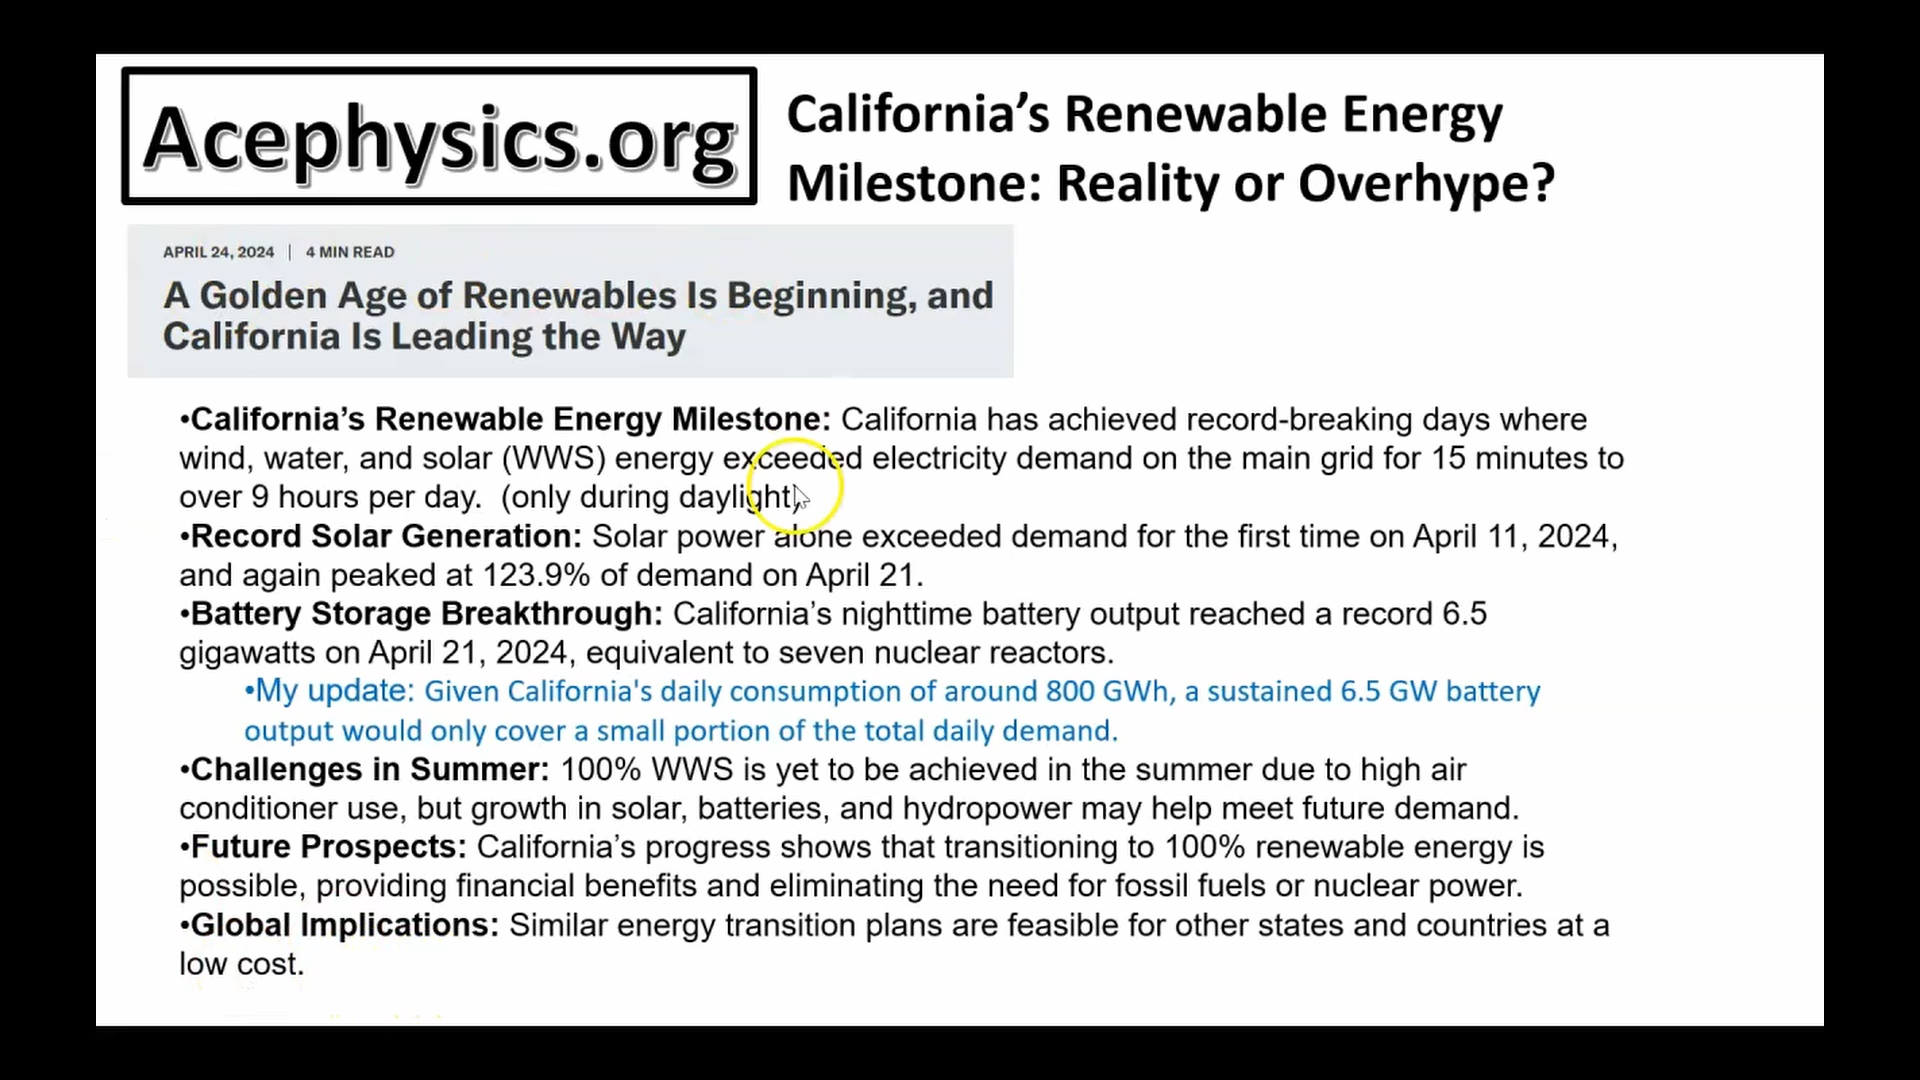 Acephysics.org
California's Renewable Energy
Milestone: Reality or Overhype?
APRIL 24, 2024 | 4 MIN READ
A Golden Age of Renewables Is Beginning, and
California Is Leading the Way
•California's Renewable Energy Milestone: California has achieved record-breaking days where
wind, water, and solar (WWS) energy exceeded electricity demand on the main grid for 15 minutes to
over 9 hours per day.  (only during daylight)
•Record Solar Generation: Solar power alone exceeded demand for the first time on April 11, 2024,
and again peaked at 123.9% of demand on April 21.
•Battery Storage Breakthrough: California's nighttime battery output reached a record 6.5
gigawatts on April 21, 2024, equivalent to seven nuclear reactors.
•My update: Given California's daily consumption of around 800 GWh, a sustained 6.5 GW battery
output would only cover a small portion of the total daily demand.
•Challenges in Summer: 100% WWS is yet to be achieved in the summer due to high air
conditioner use, but growth in solar, batteries, and hydropower may help meet future demand.
•Future Prospects: California's progress shows that transitioning to 100% renewable energy is
possible, providing financial benefits and eliminating the need for fossil fuels or nuclear power.
•Global Implications: Similar energy transition plans are feasible for other states and countries at a
low cost.